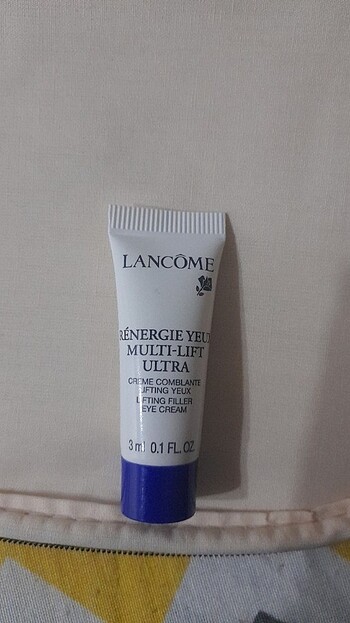 LANCÔME
RÉNERGIE YEUX
MULTI-LIFT
ULTRA
CRÈME COMBLANTE
LIFTING YEUX
LIFTING FILLER
EYE CREAM
3 ml 0.1 FL. OZ.